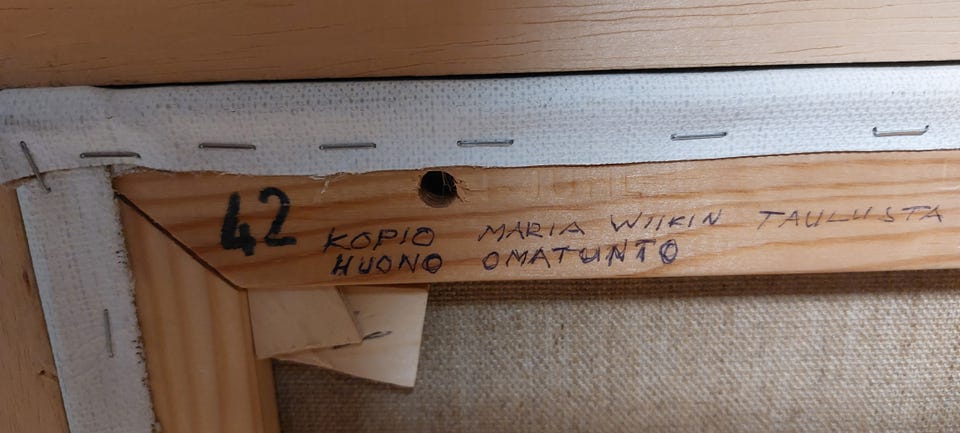 42
KOPIO MARIA WIIKIN TAULUSTA
HUONO OMATUNTO